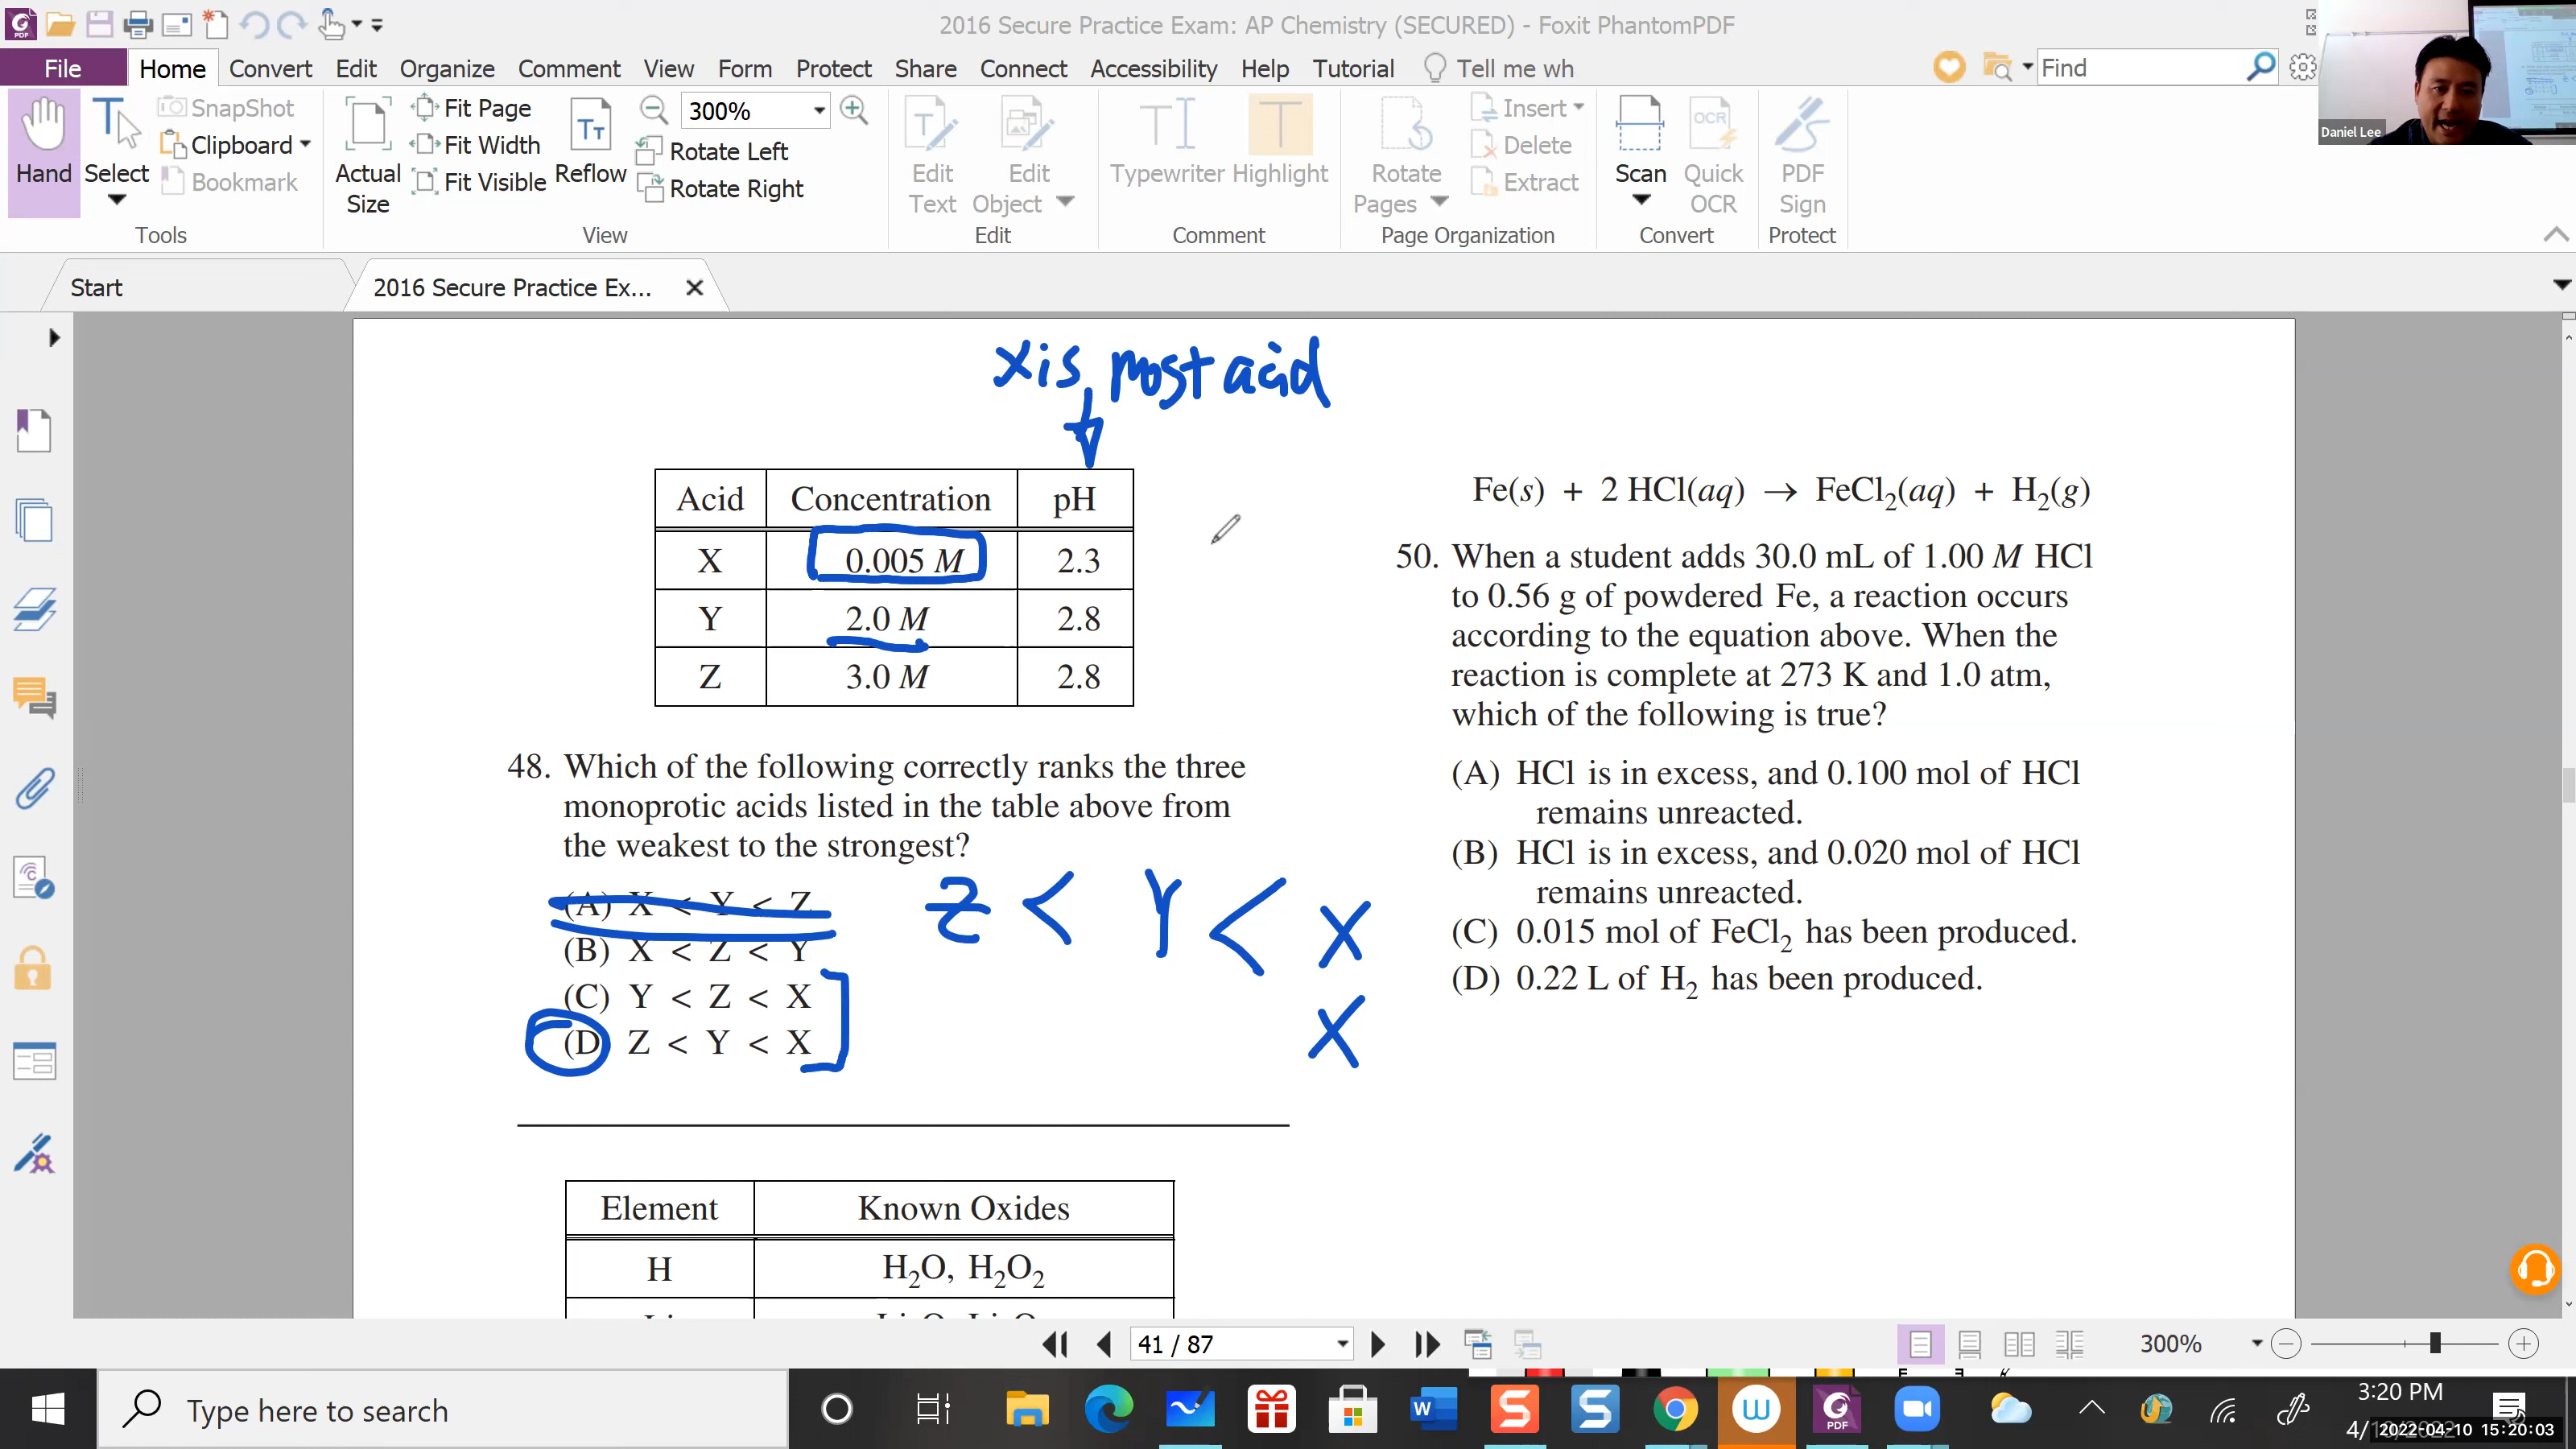 2016 Secure Practice Exam: AP Chemistry (SECURED) - Foxit PhantomPDF
File Home Convert Edit Organize Comment View Form Protect Share Connect Accessibility Help Tutorial Tell me wh Find
Daniel Lee
Hand Select SnapShot Clipboard Bookmark
Tools
Actual Size Fit Page Fit Width Fit Visible Reflow 300% Rotate Left Rotate Right
View
Edit Text Edit Object
Edit
Typewriter Highlight
Comment
Rotate Pages Insert Delete Extract
Page Organization
Scan Quick OCR
Convert
PDF Sign
Protect
Start 2016 Secure Practice Ex...
X is most acid
Acid Concentration pH
X 0.005 M 2.3
Y 2.0 M 2.8
Z 3.0 M 2.8
48. Which of the following correctly ranks the three
monoprotic acids listed in the table above from
the weakest to the strongest?
(A) X < Y < Z
(B) X < Z < Y
(C) Y < Z < X
(D) Z < Y < X
Z < Y < X
X
Element Known Oxides
H H₂O, H₂O₂
Fe(s) + 2 HCl(aq) → FeCl₂(aq) + H₂(g)
50. When a student adds 30.0 mL of 1.00 M HCl
to 0.56 g of powdered Fe, a reaction occurs
according to the equation above. When the
reaction is complete at 273 K and 1.0 atm,
which of the following is true?
(A) HCl is in excess, and 0.100 mol of HCl
remains unreacted.
(B) HCl is in excess, and 0.020 mol of HCl
remains unreacted.
(C) 0.015 mol of FeCl₂ has been produced.
(D) 0.22 L of H₂ has been produced.
41 / 87 300%
Type here to search
3:20 PM
2022-04-10 15:20:03